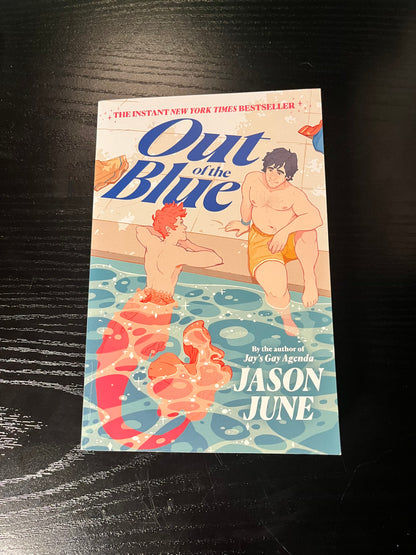 THE INSTANT NEW YORK TIMES BESTSELLER
Out
of the
Blue
By the author of
Jay's Gay Agenda
JASON
JUNE